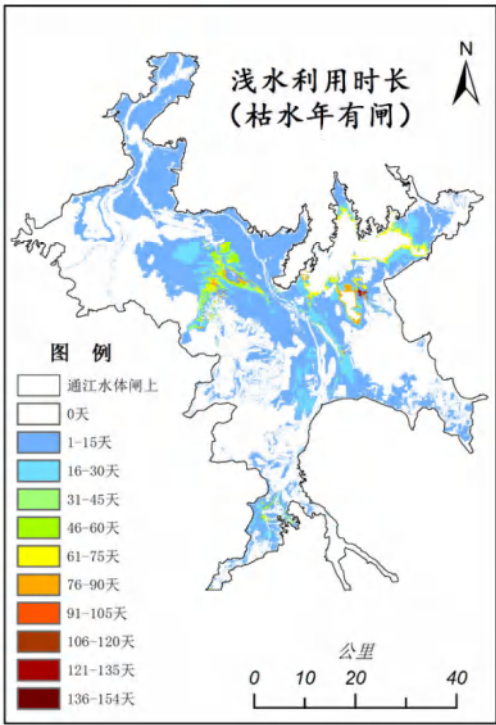 浅水利用时长
（枯水年有闸）
N
图 例
通江水体闸上
0天
1-15天
16-30天
31-45天
46-60天
61-75天
76-90天
91-105天
106-120天
121-135天
136-154天
公里
0 10 20 40